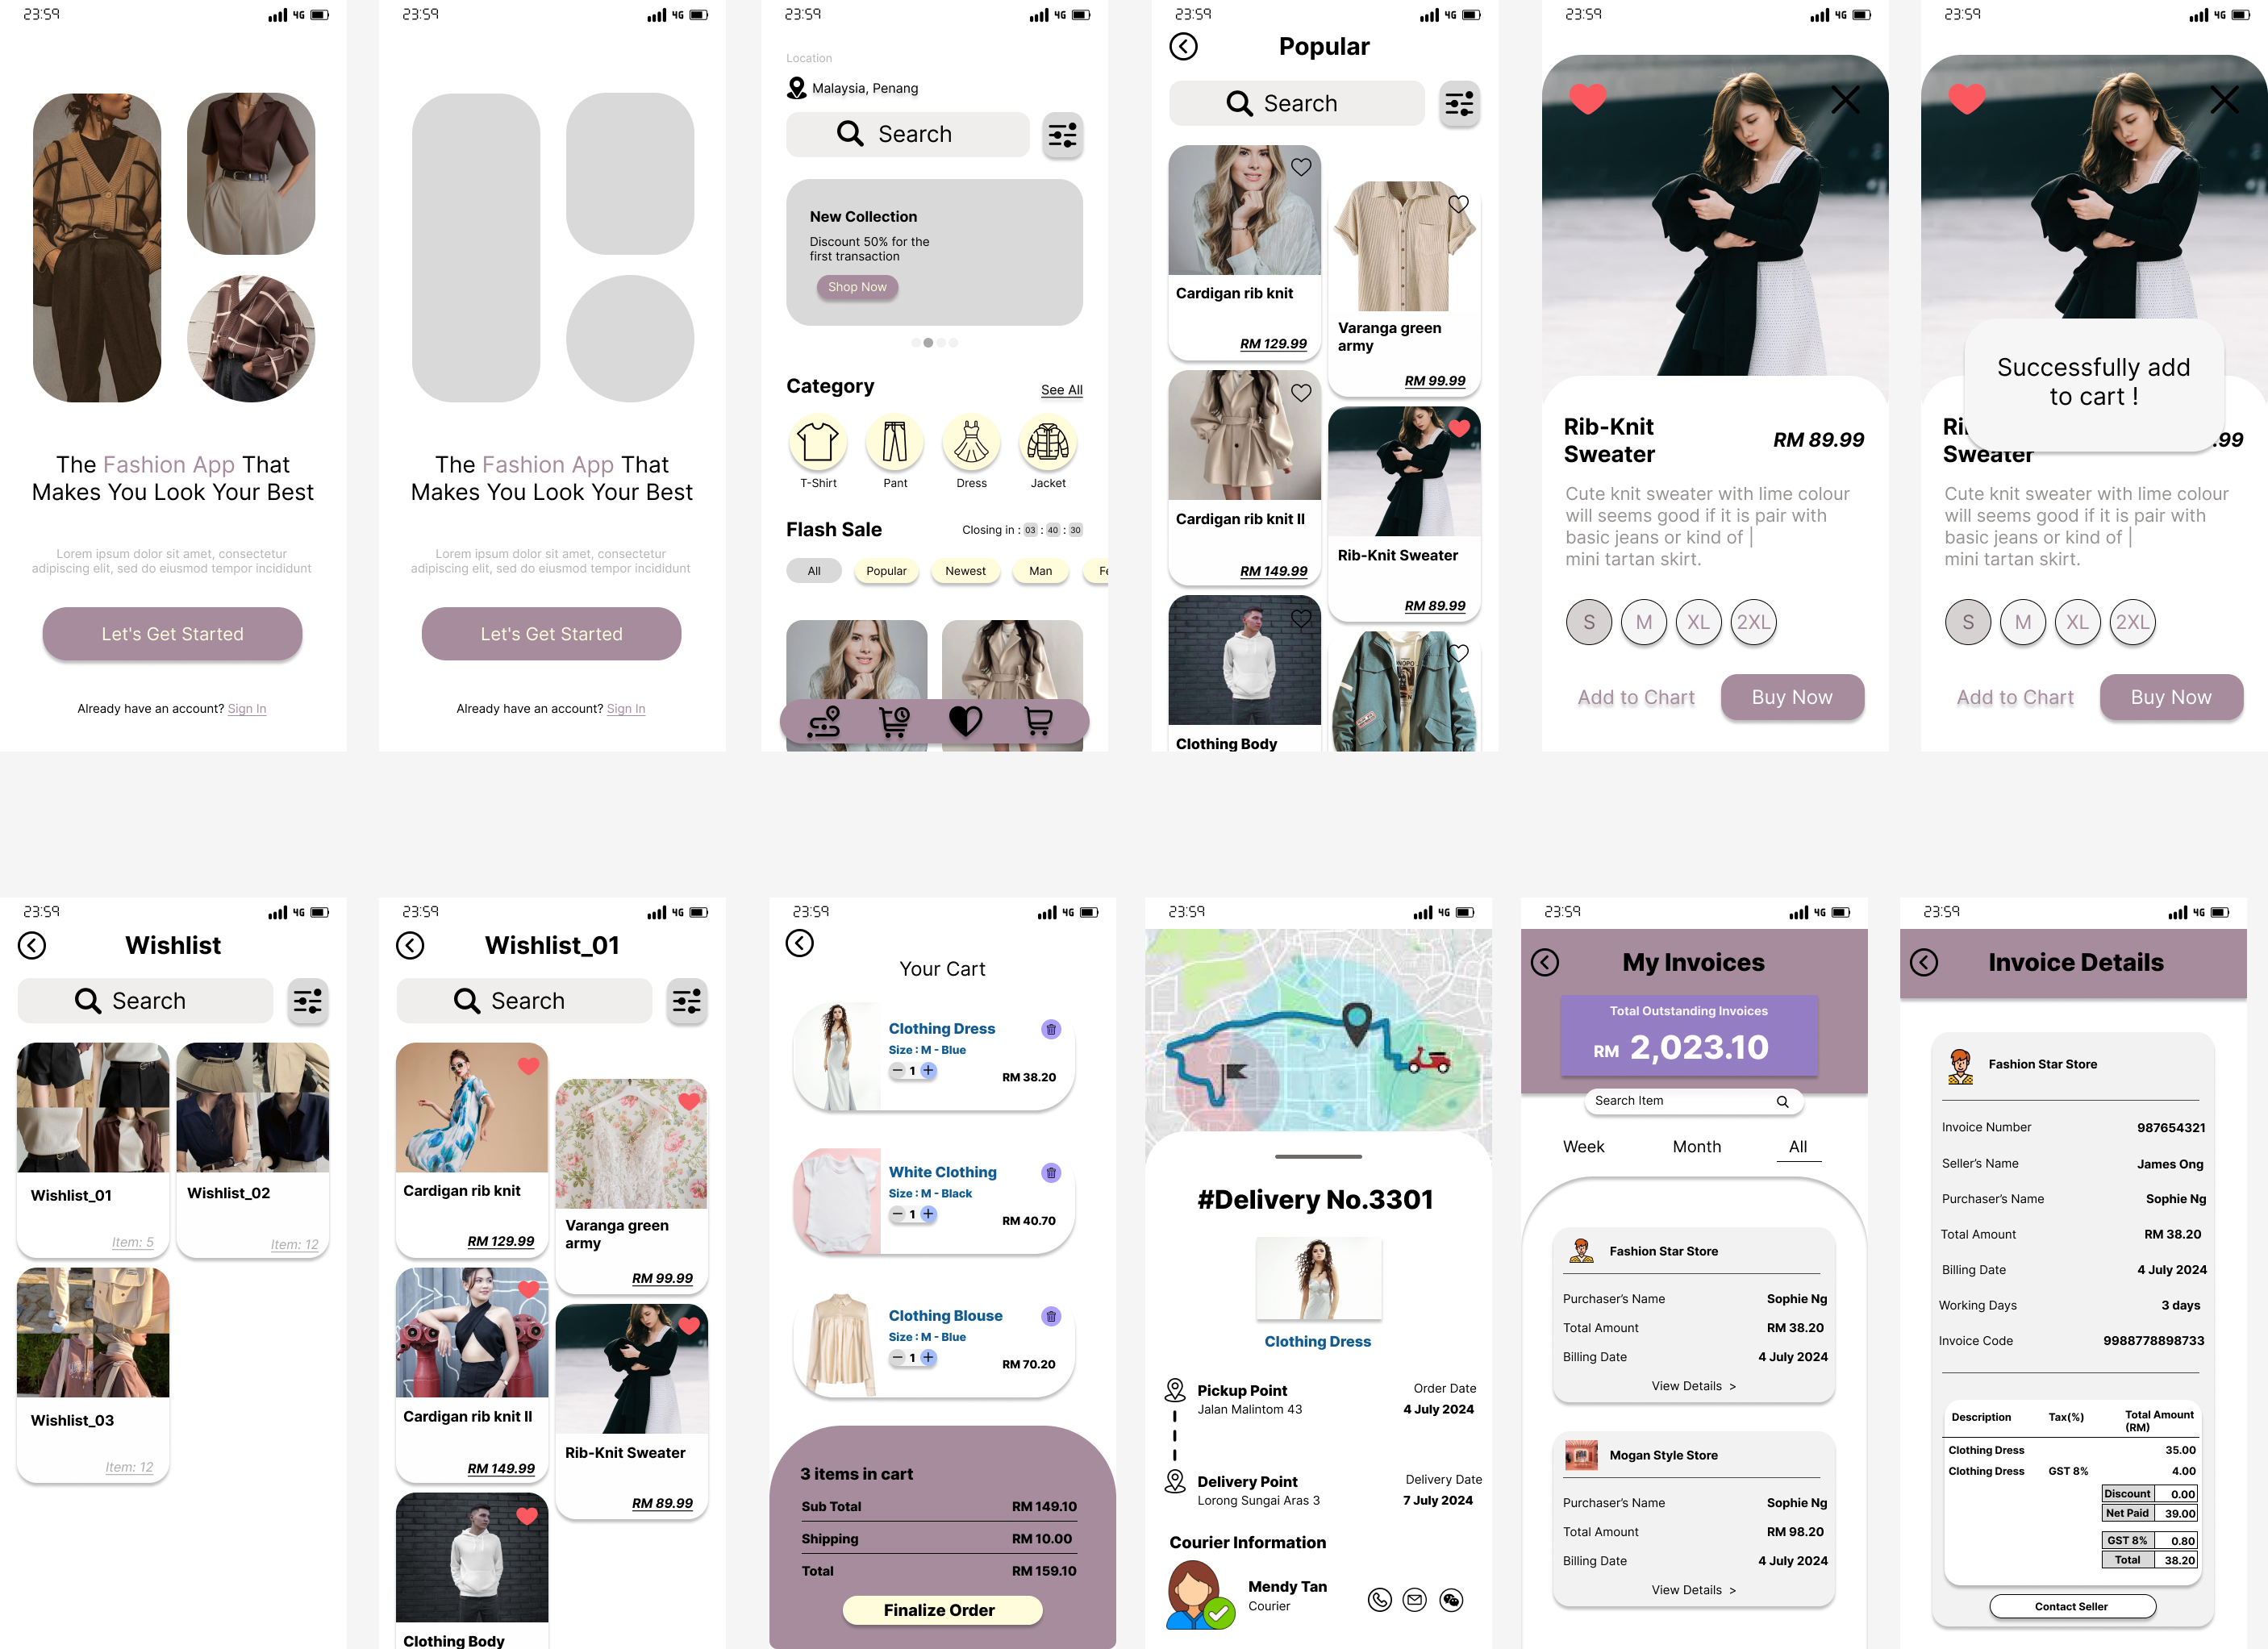 23:59
4G
The Fashion App That
Makes You Look Your Best
Lorem ipsum dolor sit amet, consectetur
adipiscing elit, sed do eiusmod tempor incididunt
Let's Get Started
Already have an account? Sign In
23:59
4G
The Fashion App That
Makes You Look Your Best
Lorem ipsum dolor sit amet, consectetur
adipiscing elit, sed do eiusmod tempor incididunt
Let's Get Started
Already have an account? Sign In
23:59
4G
Location
Malaysia, Penang
Search
New Collection
Discount 50% for the
first transaction
Shop Now
Category
See All
T-Shirt
Pant
Dress
Jacket
Flash Sale
Closing in : 03 : 40 : 30
All
Popular
Newest
Man
Fe
23:59
4G
Popular
Search
Cardigan rib knit
RM 129.99
Varanga green
army
RM 99.99
Cardigan rib knit II
RM 149.99
Rib-Knit Sweater
RM 89.99
Clothing Body
23:59
4G
Rib-Knit
Sweater
RM 89.99
Cute knit sweater with lime colour
will seems good if it is pair with
basic jeans or kind of |
mini tartan skirt.
S
M
XL
2XL
Add to Chart
Buy Now
23:59
4G
Successfully add
to cart !
Ri
Sweater
.99
Cute knit sweater with lime colour
will seems good if it is pair with
basic jeans or kind of |
mini tartan skirt.
S
M
XL
2XL
Add to Chart
Buy Now
23:59
4G
Wishlist
Search
Wishlist_01
Item: 5
Wishlist_02
Item: 12
Wishlist_03
Item: 12
23:59
4G
Wishlist_01
Search
Cardigan rib knit
RM 129.99
Varanga green
army
RM 99.99
Cardigan rib knit II
RM 149.99
Rib-Knit Sweater
RM 89.99
Clothing Body
23:59
4G
Your Cart
Clothing Dress
Size : M - Blue
1
RM 38.20
White Clothing
Size : M - Black
1
RM 40.70
Clothing Blouse
Size : M - Blue
1
RM 70.20
3 items in cart
Sub Total
RM 149.10
Shipping
RM 10.00
Total
RM 159.10
Finalize Order
23:59
4G
#Delivery No.3301
Clothing Dress
Pickup Point
Jalan Malintom 43
Order Date
4 July 2024
Delivery Point
Lorong Sungai Aras 3
Delivery Date
7 July 2024
Courier Information
Mendy Tan
Courier
23:59
4G
My Invoices
Total Outstanding Invoices
RM 2,023.10
Search Item
Week
Month
All
Fashion Star Store
Purchaser's Name
Sophie Ng
Total Amount
RM 38.20
Billing Date
4 July 2024
View Details >
Mogan Style Store
Purchaser's Name
Sophie Ng
Total Amount
RM 98.20
Billing Date
4 July 2024
View Details >
23:59
4G
Invoice Details
Fashion Star Store
Invoice Number
987654321
Seller's Name
James Ong
Purchaser's Name
Sophie Ng
Total Amount
RM 38.20
Billing Date
4 July 2024
Working Days
3 days
Invoice Code
9988778898733
Description
Tax(%)
Total Amount
(RM)
Clothing Dress
35.00
Clothing Dress
GST 8%
4.00
Discount
0.00
Net Paid
39.00
GST 8%
0.80
Total
38.20
Contact Seller